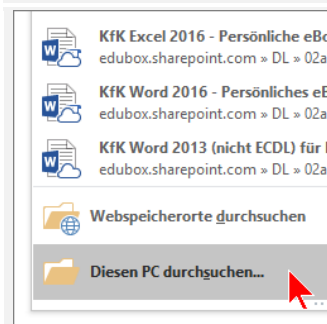 KfK Excel 2016 - Persönliche eBo
edubox.sharepoint.com » DL » 02a
KfK Word 2016 - Persönliches eB
edubox.sharepoint.com » DL » 02a
KfK Word 2013 (nicht ECDL) für
edubox.sharepoint.com » DL » 02a
Webspeicherorte durchsuchen
Diesen PC durchsuchen...